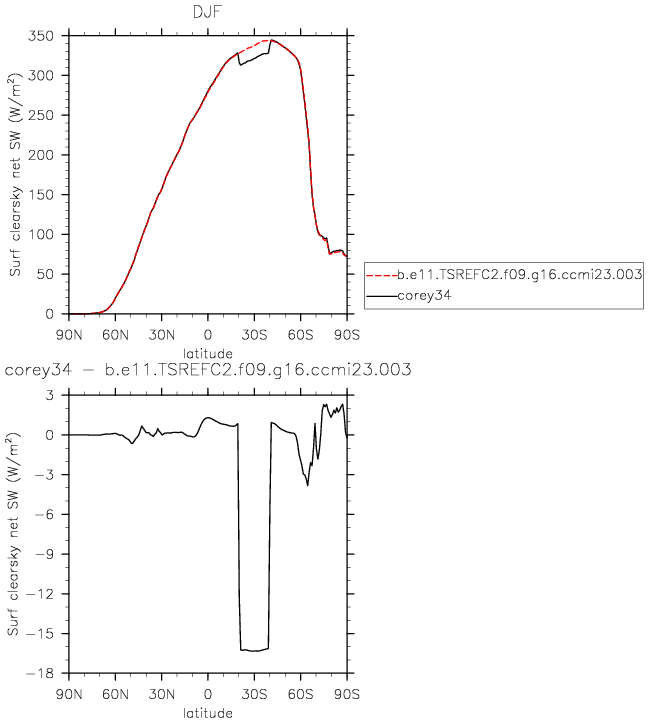 DJF
350
300
250
200
150
100
50
0
Surf clearsky net SW (W/m²)
90N 60N 30N 0 30S 60S 90S
latitude
b.e11.TSREFC2.f09.g16.ccmi23.003
corey34
corey34 − b.e11.TSREFC2.f09.g16.ccmi23.003
3
0
−3
−6
−9
−12
−15
−18
Surf clearsky net SW (W/m²)
90N 60N 30N 0 30S 60S 90S
latitude